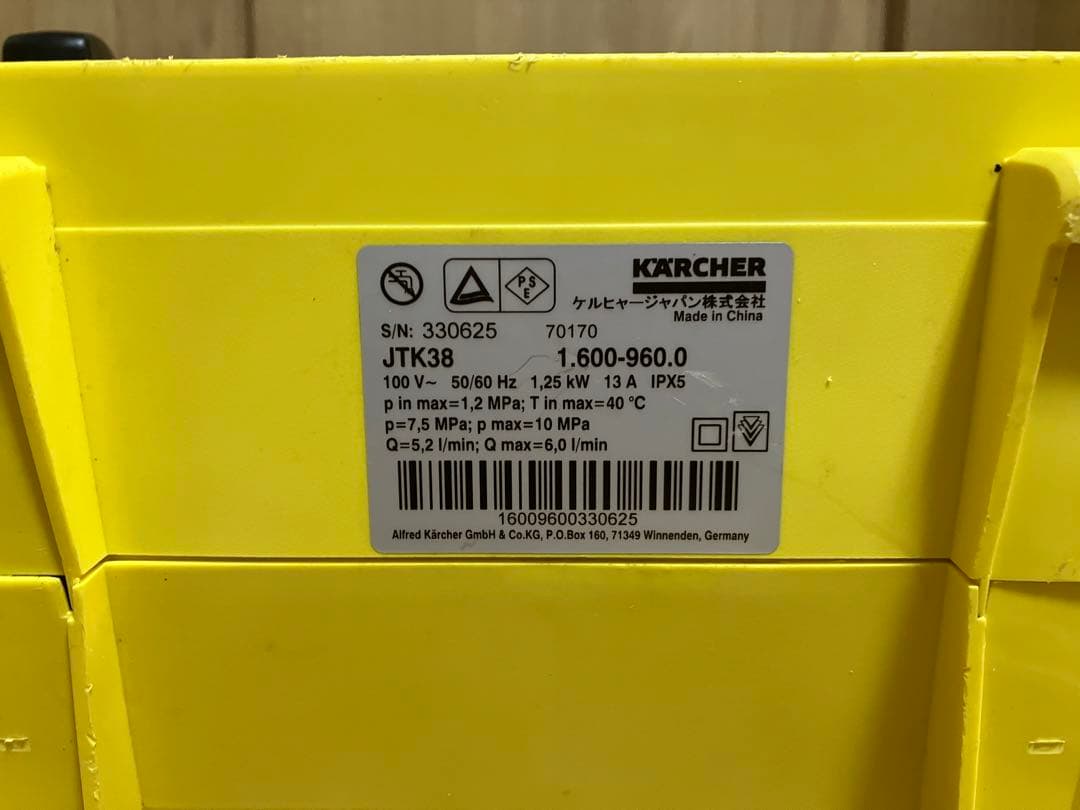 PS
E
KÄRCHER
ケルヒャージャパン株式会社
Made in China
S/N: 330625 70170
JTK38 1.600-960.0
100 V~ 50/60 Hz 1,25 kW 13 A IPX5
p in max=1,2 MPa; T in max=40 °C
p=7,5 MPa; p max=10 MPa
Q=5,2 l/min; Q max=6,0 l/min
16009600330625
Alfred Kärcher GmbH & Co.KG, P.O.Box 160, 71349 Winnenden, Germany